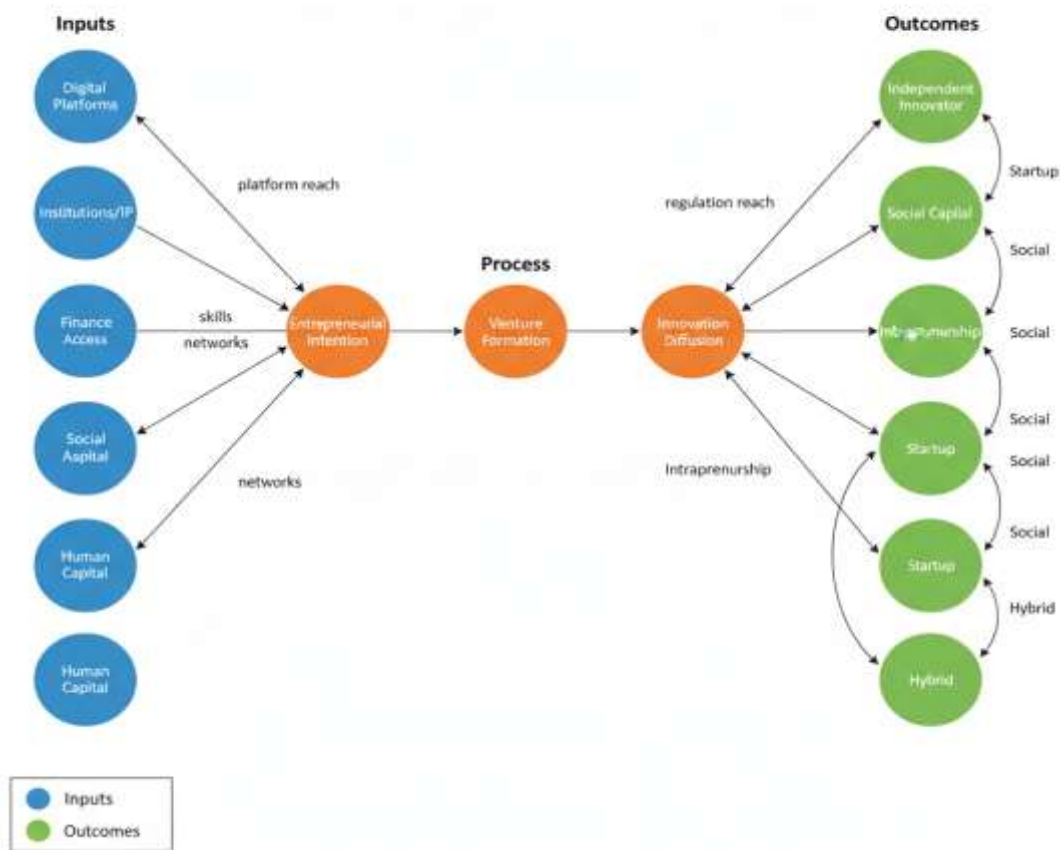 Inputs
Outcomes
Process
Digital
Platforms
Institutions/IP
Finance
Access
Social
Aspital
Human
Capital
Human
Capital
platform reach
skills
networks
networks
Entrepreneutial
Intention
Venture
Formation
Innovation
Diffusion
regulation reach
Intraprenurship
Independent
Innovator
Social Capital
Startup
Startup
Hybrid
Startup
Social
Social
Social
Social
Social
Hybrid
Inputs
Outcomes